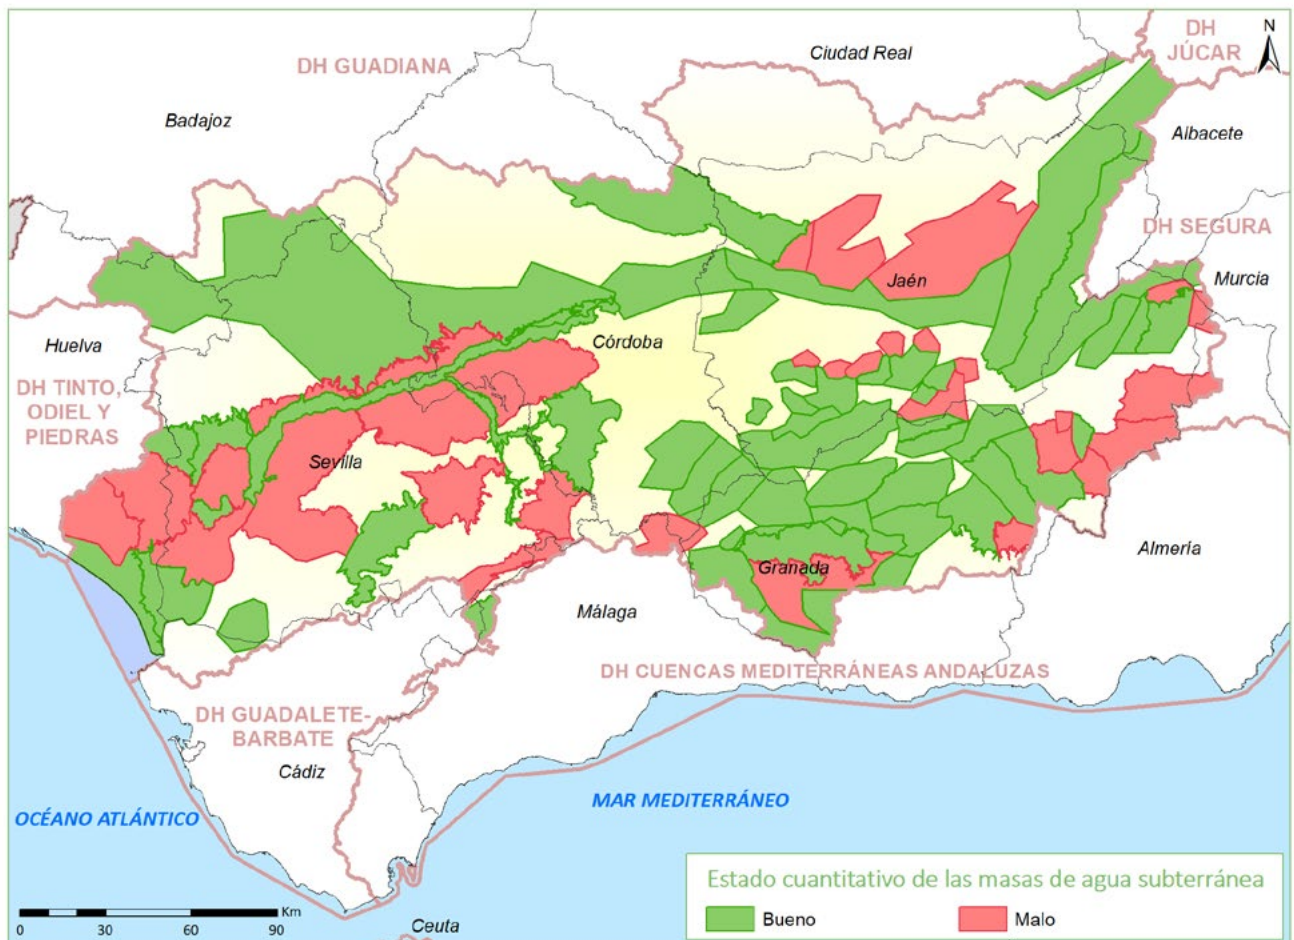 DH
JÚCAR
N
Ciudad Real
DH GUADIANA
Badajoz
Albacete
DH SEGURA
Murcia
Jaén
Huelva
Córdoba
DH TINTO,
ODIEL Y
PIEDRAS
Sevilla
Almería
Granada
Málaga
DH CUENCAS MEDITERRÁNEAS ANDALUZAS
DH GUADALETE-
BARBATE
Cádiz
MAR MEDITERRÁNEO
OCÉANO ATLÁNTICO
Estado cuantitativo de las masas de agua subterránea
Bueno
Malo
Km
0 30 60 90
Ceuta